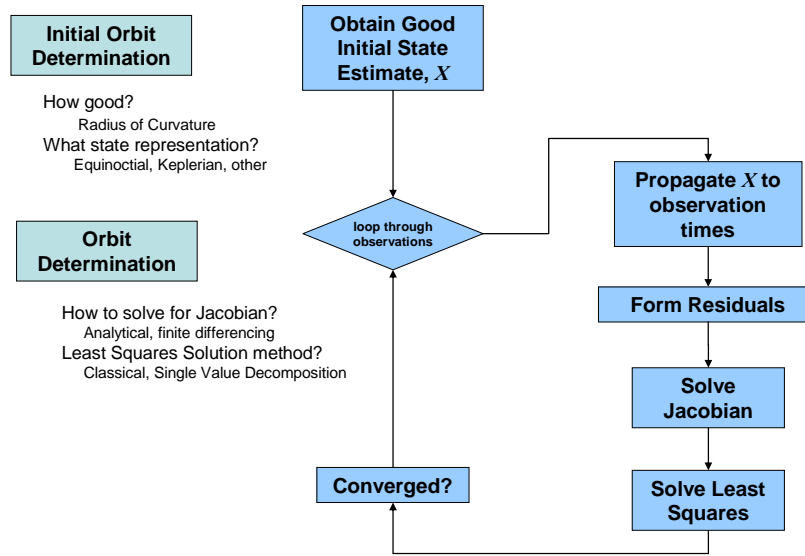 Initial Orbit
Determination
How good?
Radius of Curvature
What state representation?
Equinoctial, Keplerian, other
Orbit
Determination
How to solve for Jacobian?
Analytical, finite differencing
Least Squares Solution method?
Classical, Single Value Decomposition
Obtain Good
Initial State
Estimate, X
loop through
observations
Propagate X to
observation
times
Form Residuals
Solve
Jacobian
Solve Least
Squares
Converged?